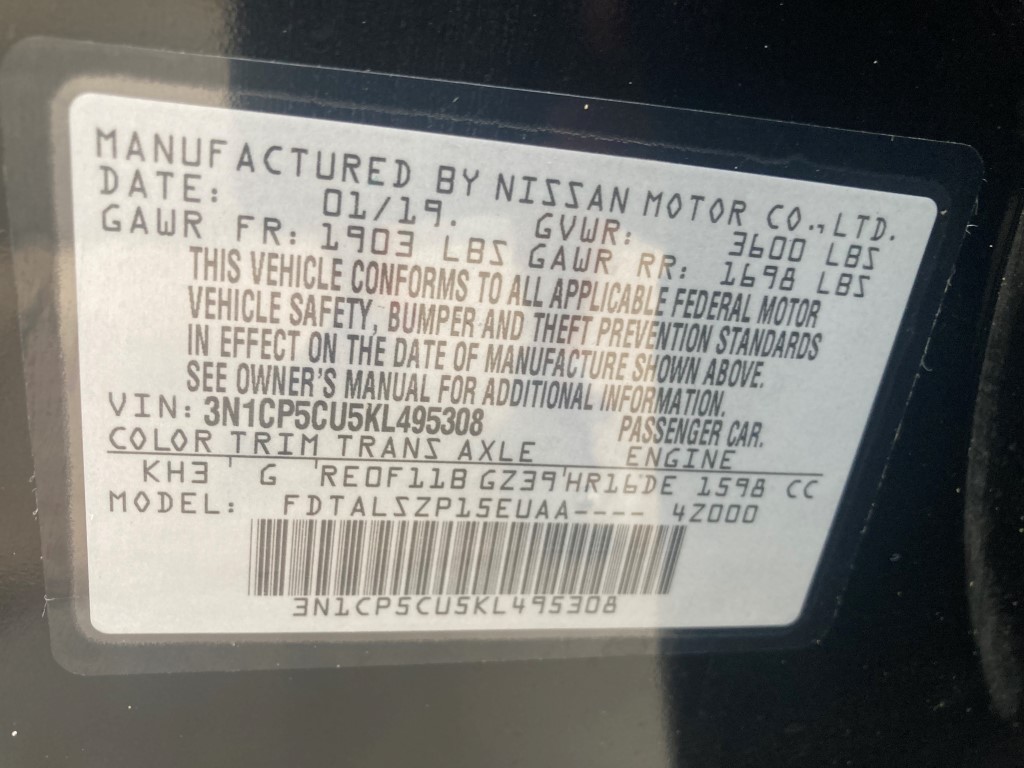 MANUFACTURED BY NISSAN MOTOR CO.,LTD.
DATE: 01/19. GVWR: 3600 LBS
GAWR FR: 1903 LBS GAWR RR: 1698 LBS
THIS VEHICLE CONFORMS TO ALL APPLICABLE FEDERAL MOTOR
VEHICLE SAFETY, BUMPER AND THEFT PREVENTION STANDARDS
IN EFFECT ON THE DATE OF MANUFACTURE SHOWN ABOVE.
SEE OWNER'S MANUAL FOR ADDITIONAL INFORMATION.
VIN: 3N1CP5CU5KL495308 PASSENGER CAR.
COLOR TRIM TRANS AXLE ENGINE
KH3 ' G 'RE0F11B GZ39'HR16DE 1598 CC
MODEL: FDTALSZP15EUAA---- 4Z000
3N1CP5CU5KL495308